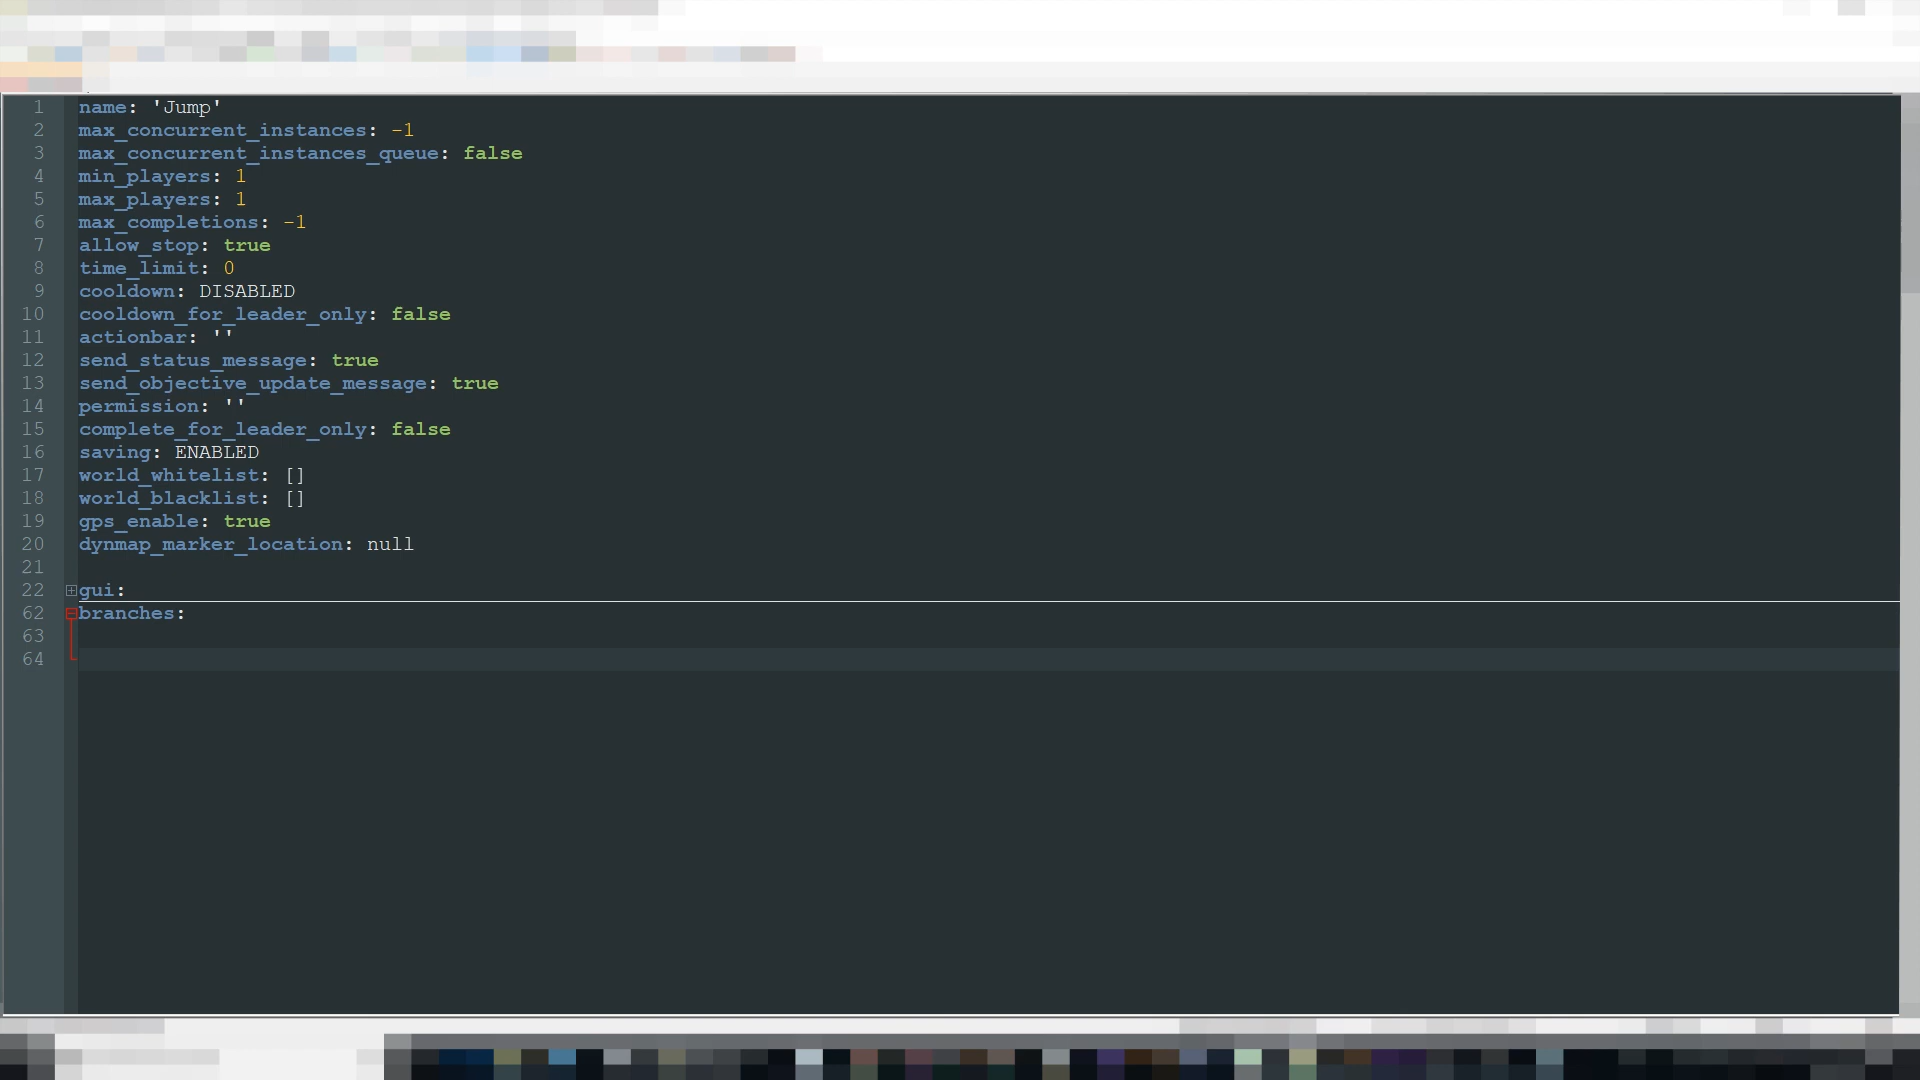 1 name: 'Jump'
2 max_concurrent_instances: -1
3 max_concurrent_instances_queue: false
4 min_players: 1
5 max_players: 1
6 max_completions: -1
7 allow_stop: true
8 time_limit: 0
9 cooldown: DISABLED
10 cooldown_for_leader_only: false
11 actionbar: ''
12 send_status_message: true
13 send_objective_update_message: true
14 permission: ''
15 complete_for_leader_only: false
16 saving: ENABLED
17 world_whitelist: []
18 world_blacklist: []
19 gps_enable: true
20 dynmap_marker_location: null
21
22 gui:
62 branches:
63
64